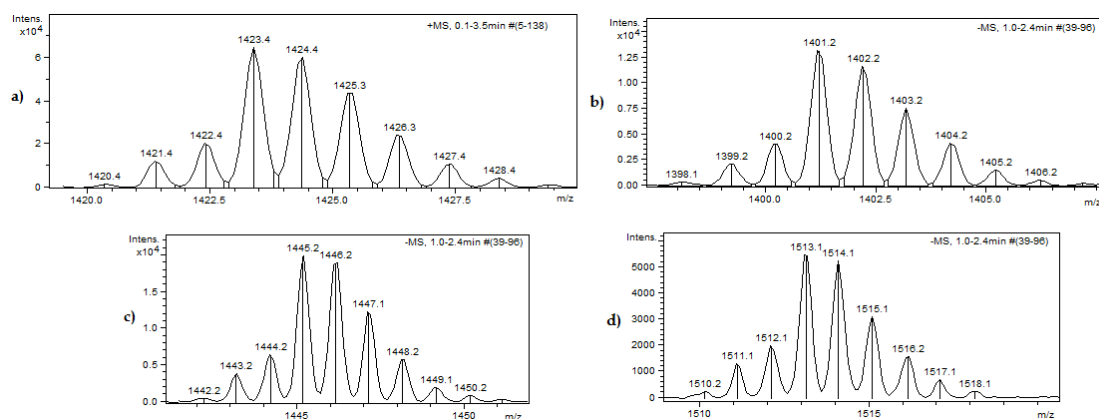 a)
Intens.
x10⁴
+MS, 0.1-3.5min #(5-138)
6
4
2
0
1420.4
1421.4
1422.4
1423.4
1424.4
1425.3
1426.3
1427.4
1428.4
1420.0 1422.5 1425.0 1427.5 m/z
b)
Intens.
x10⁴
-MS, 1.0-2.4min #(39-96)
1.25
1.00
0.75
0.50
0.25
0.00
1398.1
1399.2
1400.2
1401.2
1402.2
1403.2
1404.2
1405.2
1406.2
1400.0 1402.5 1405.0 m/z
c)
Intens.
x10⁴
-MS, 1.0-2.4min #(39-96)
1.5
1.0
0.5
0.0
1442.2
1443.2
1444.2
1445.2
1446.2
1447.1
1448.2
1449.1
1450.2
1445 1450 m/z
d)
Intens.
-MS, 1.0-2.4min #(39-96)
5000
4000
3000
2000
1000
0
1510.2
1511.1
1512.1
1513.1
1514.1
1515.1
1516.2
1517.1
1518.1
1510 1515 m/z